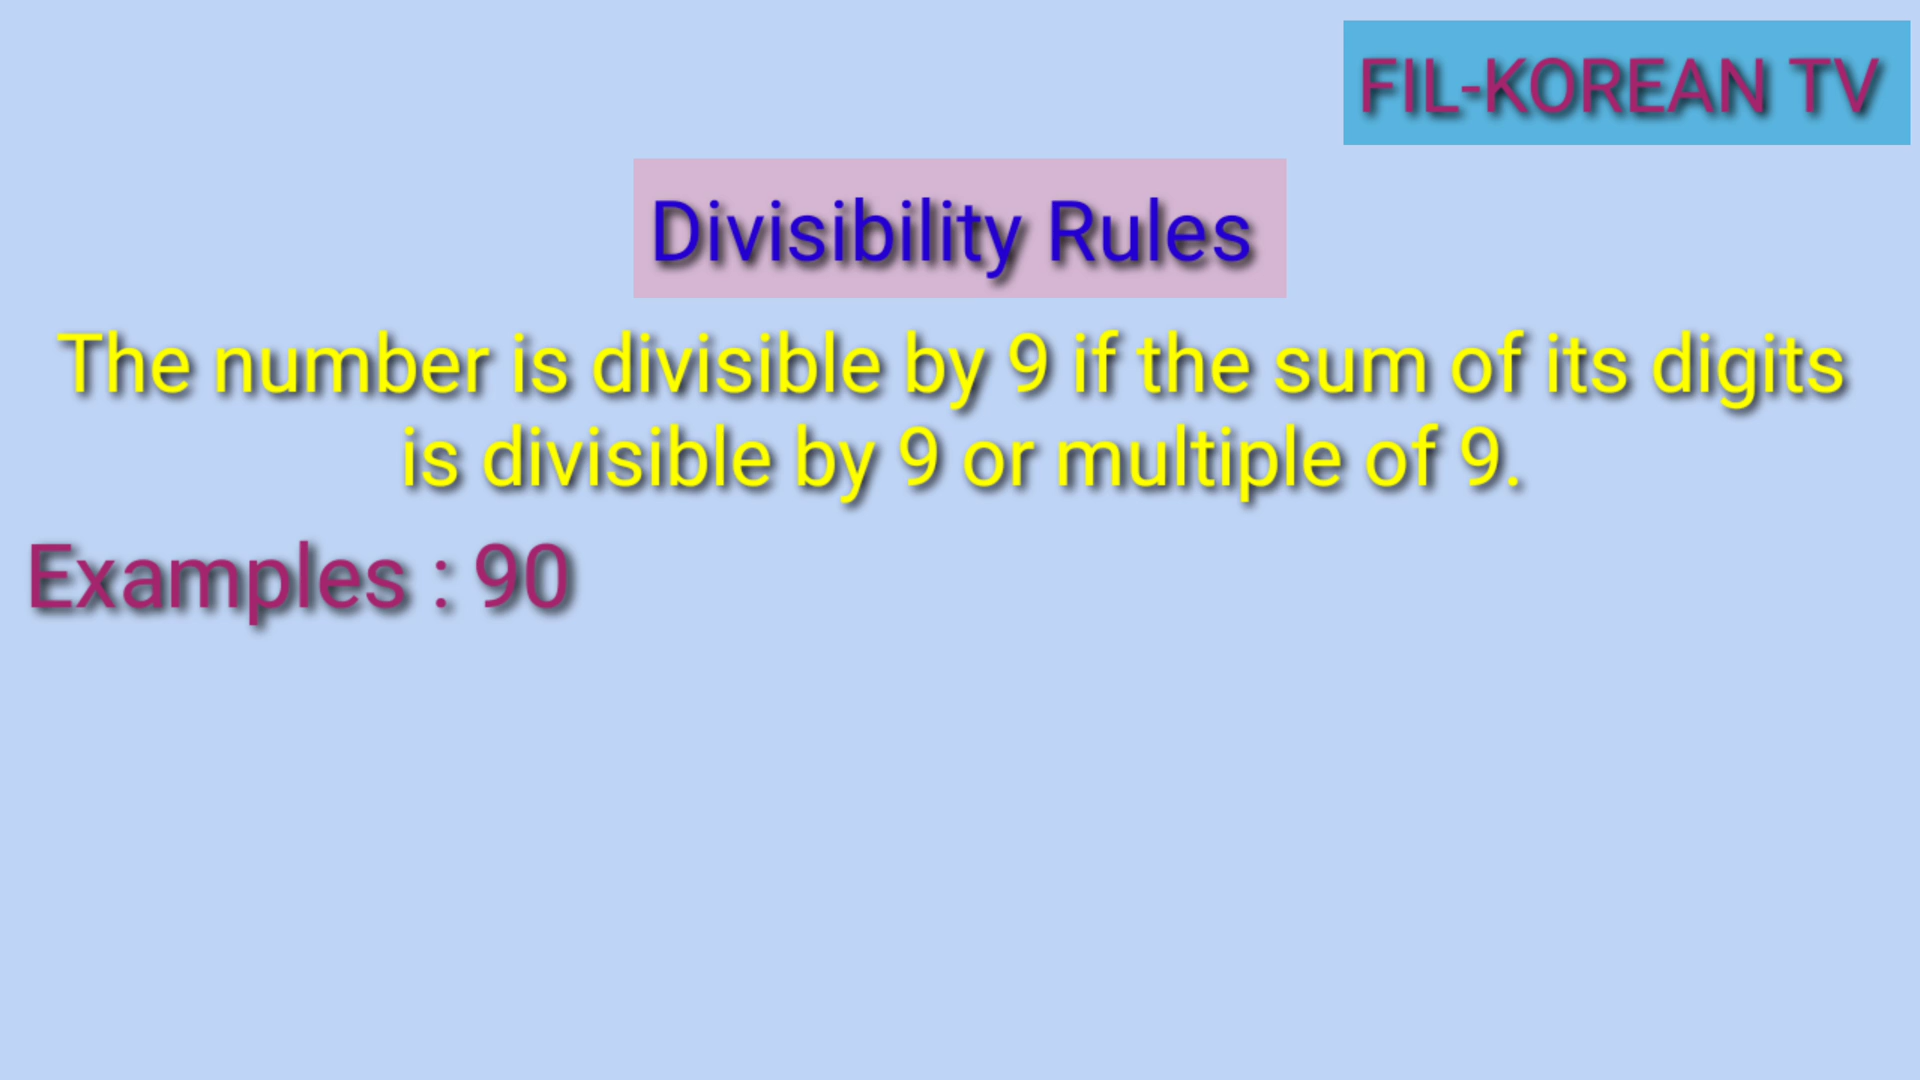 FIL-KOREAN TV
Divisibility Rules
The number is divisible by 9 if the sum of its digits
is divisible by 9 or multiple of 9.
Examples : 90